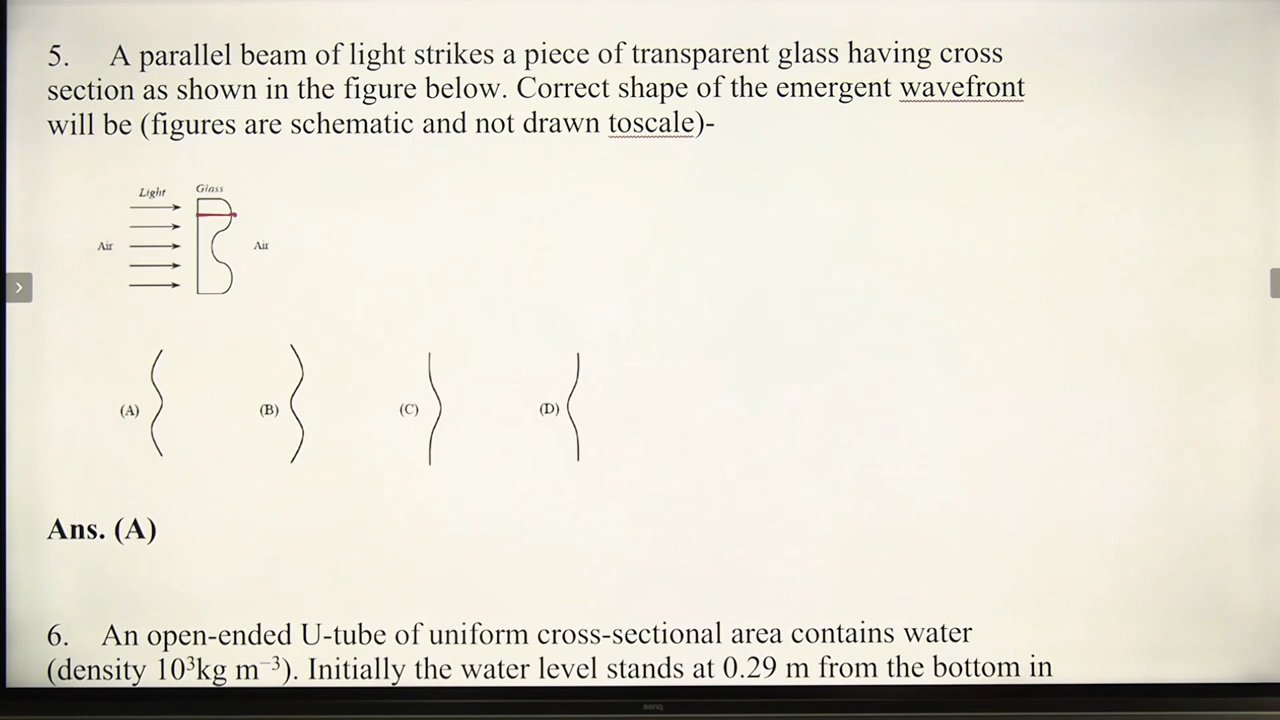 5. A parallel beam of light strikes a piece of transparent glass having cross
section as shown in the figure below. Correct shape of the emergent wavefront
will be (figures are schematic and not drawn toscale)-
Light Glass
Air Air
(A) (B) (C) (D)
Ans. (A)
6. An open-ended U-tube of uniform cross-sectional area contains water
(density 10³kg m⁻³). Initially the water level stands at 0.29 m from the bottom in
BenQ